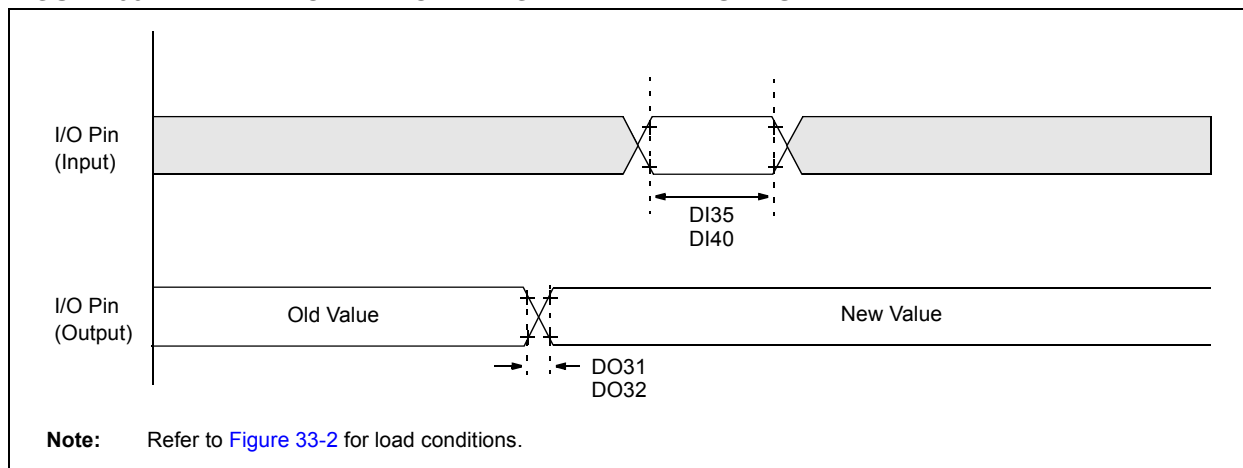 I/O Pin
(Input)
DI35
DI40
I/O Pin
(Output)
Old Value
New Value
DO31
DO32
Note: Refer to Figure 33-2 for load conditions.